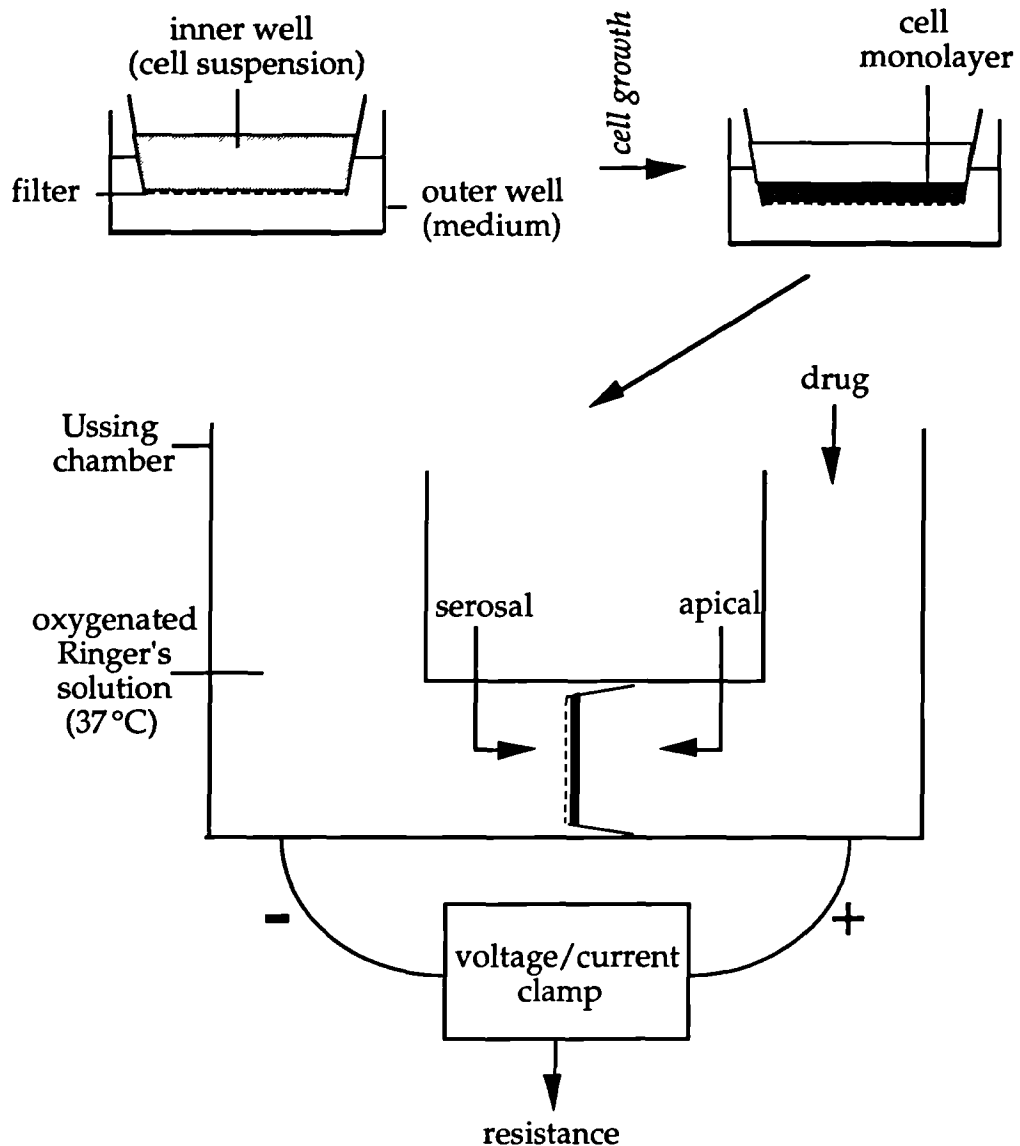 inner well
(cell suspension)
cell growth
cell
monolayer
filter
outer well
(medium)
drug
Ussing
chamber
serosal
apical
oxygenated
Ringer's
solution
(37 °C)
-
+
voltage/current
clamp
resistance